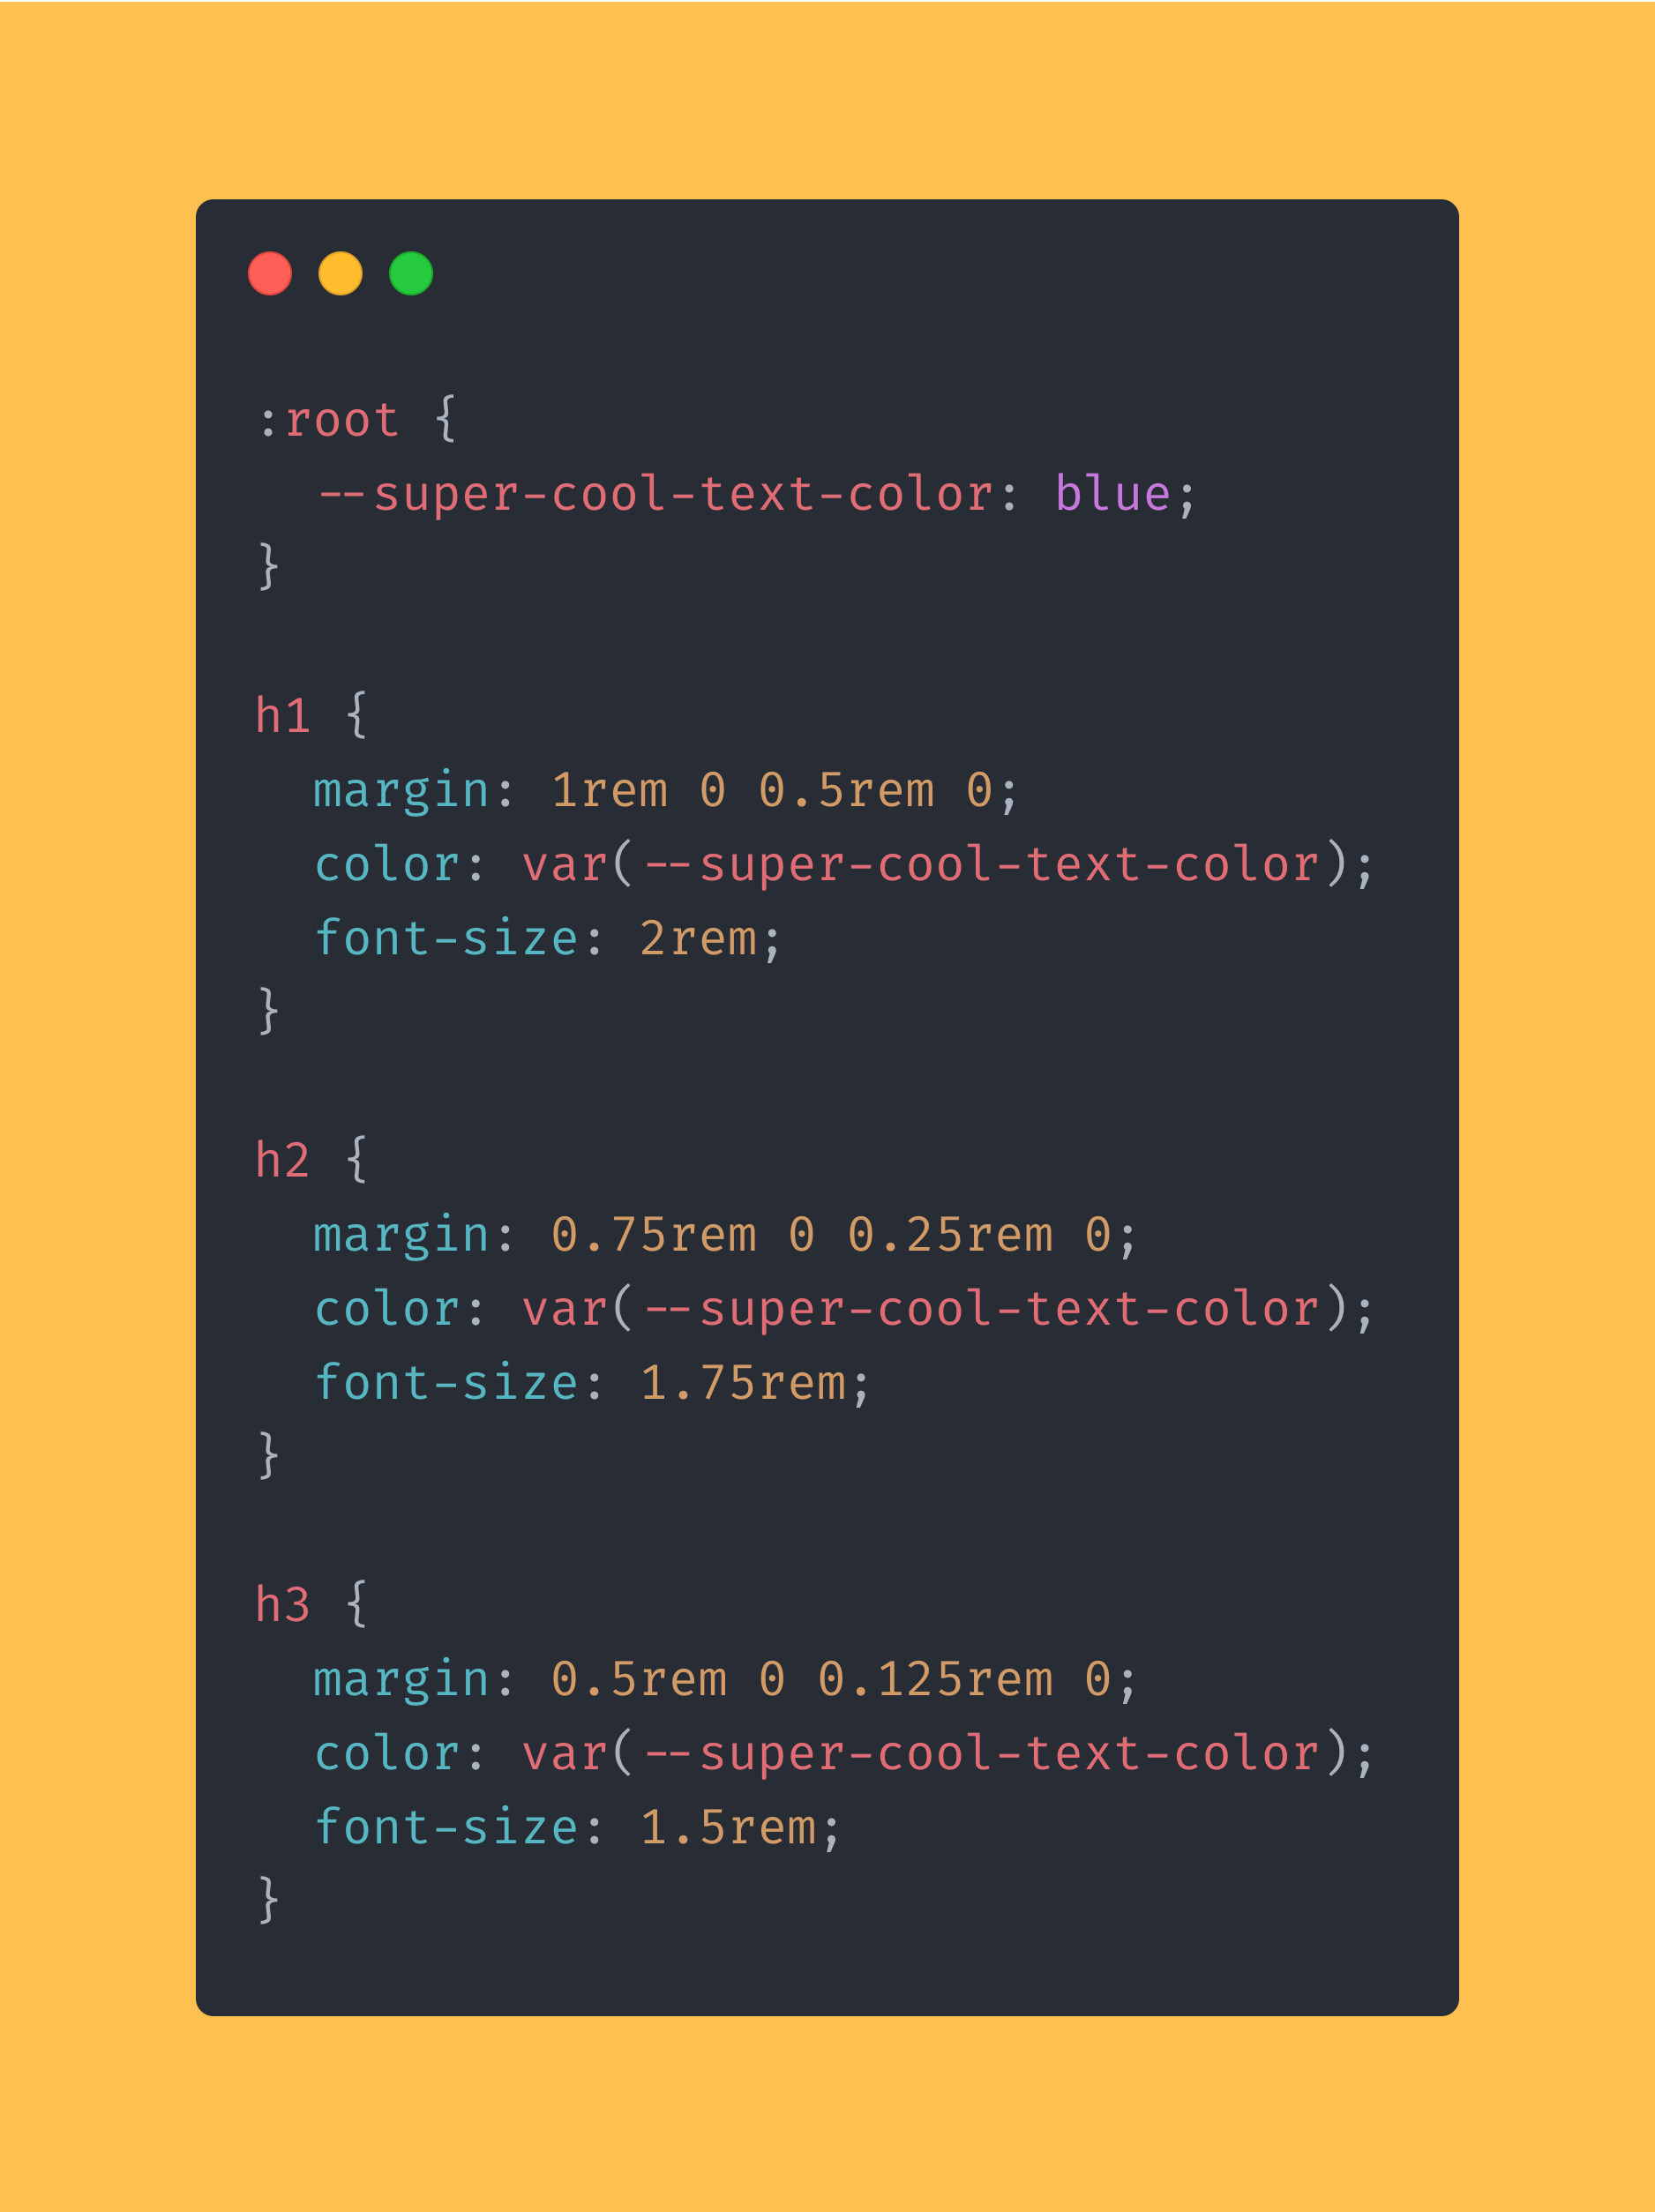 :root {
  --super-cool-text-color: blue;
}

h1 {
  margin: 1rem 0 0.5rem 0;
  color: var(--super-cool-text-color);
  font-size: 2rem;
}

h2 {
  margin: 0.75rem 0 0.25rem 0;
  color: var(--super-cool-text-color);
  font-size: 1.75rem;
}

h3 {
  margin: 0.5rem 0 0.125rem 0;
  color: var(--super-cool-text-color);
  font-size: 1.5rem;
}